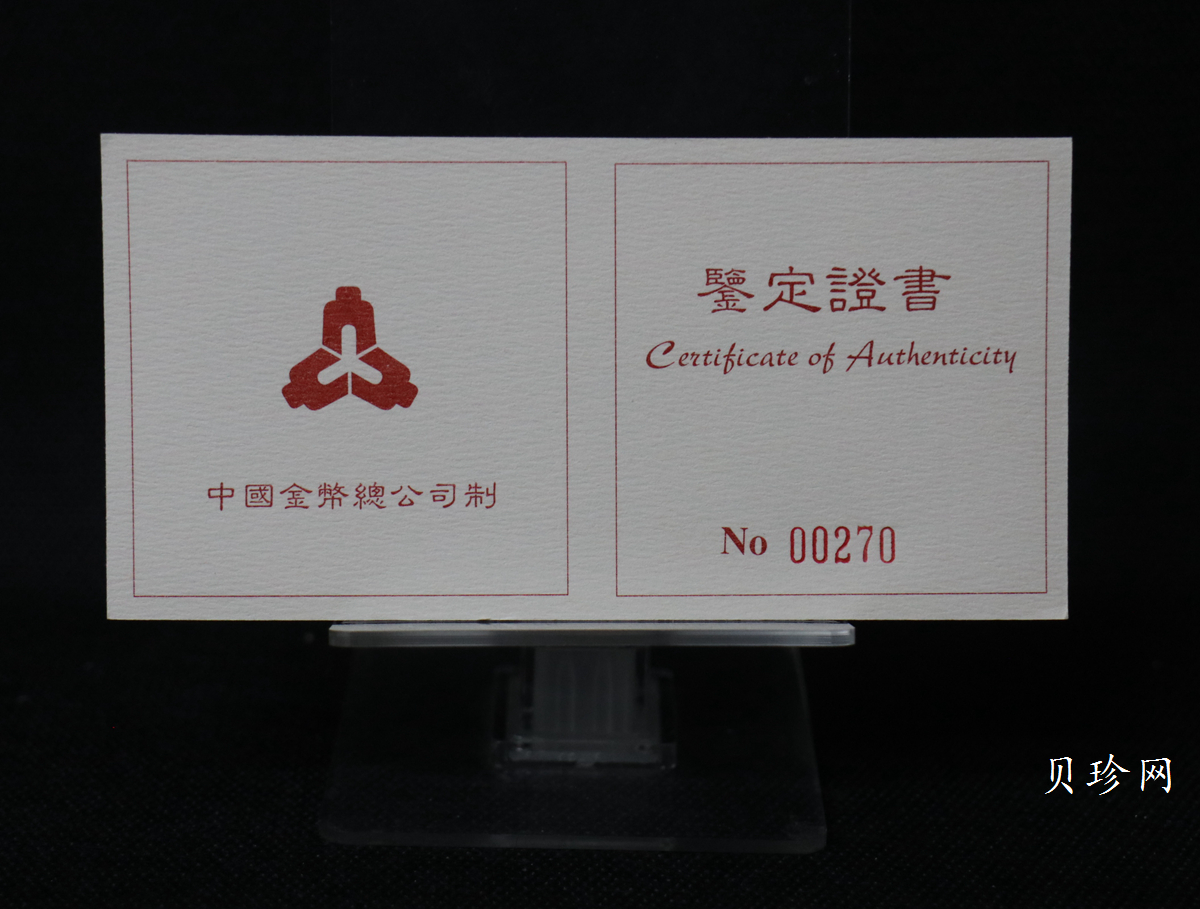 中國金幣總公司制
鑒定證書
Certificate of Authenticity
No 00270
贝珍网